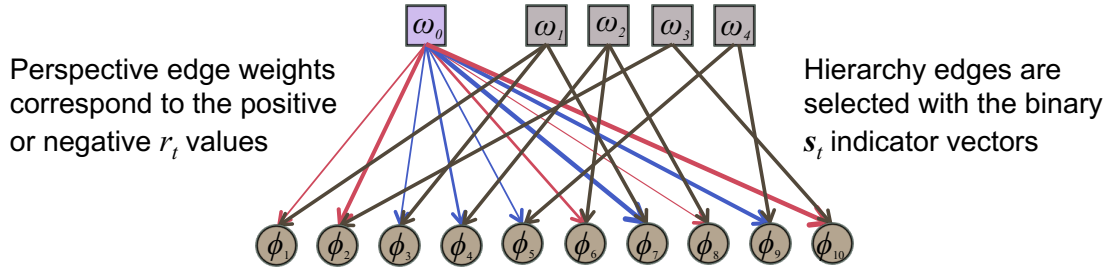 ω₀ ω₁ ω₂ ω₃ ω₄
Perspective edge weights
correspond to the positive
or negative rₜ values
Hierarchy edges are
selected with the binary
sₜ indicator vectors
ϕ₁ ϕ₂ ϕ₃ ϕ₄ ϕ₅ ϕ₆ ϕ₇ ϕ₈ ϕ₉ ϕ₁₀